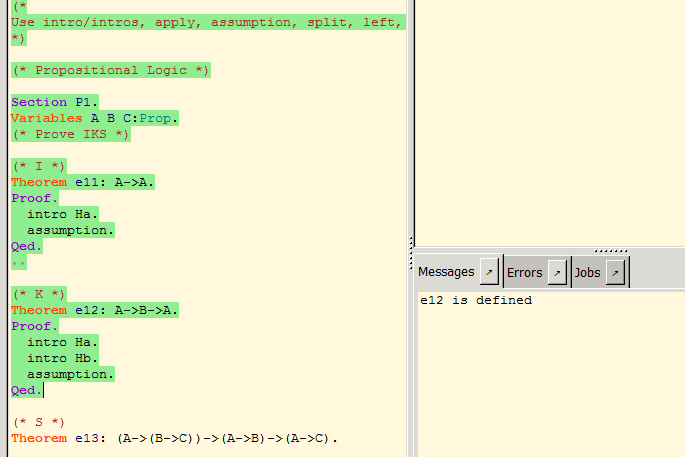 (*
Use intro/intros, apply, assumption, split, left,
*)
(* Propositional Logic *)
Section P1.
Variables A B C:Prop.
(* Prove IKS *)
(* I *)
Theorem e11: A->A.
Proof.
intro Ha.
assumption.
Qed.
..
(* K *)
Theorem e12: A->B->A.
Proof.
intro Ha.
intro Hb.
assumption.
Qed.
(* S *)
Theorem e13: (A->(B->C))->(A->B)->(A->C).
Messages Errors Jobs
e12 is defined